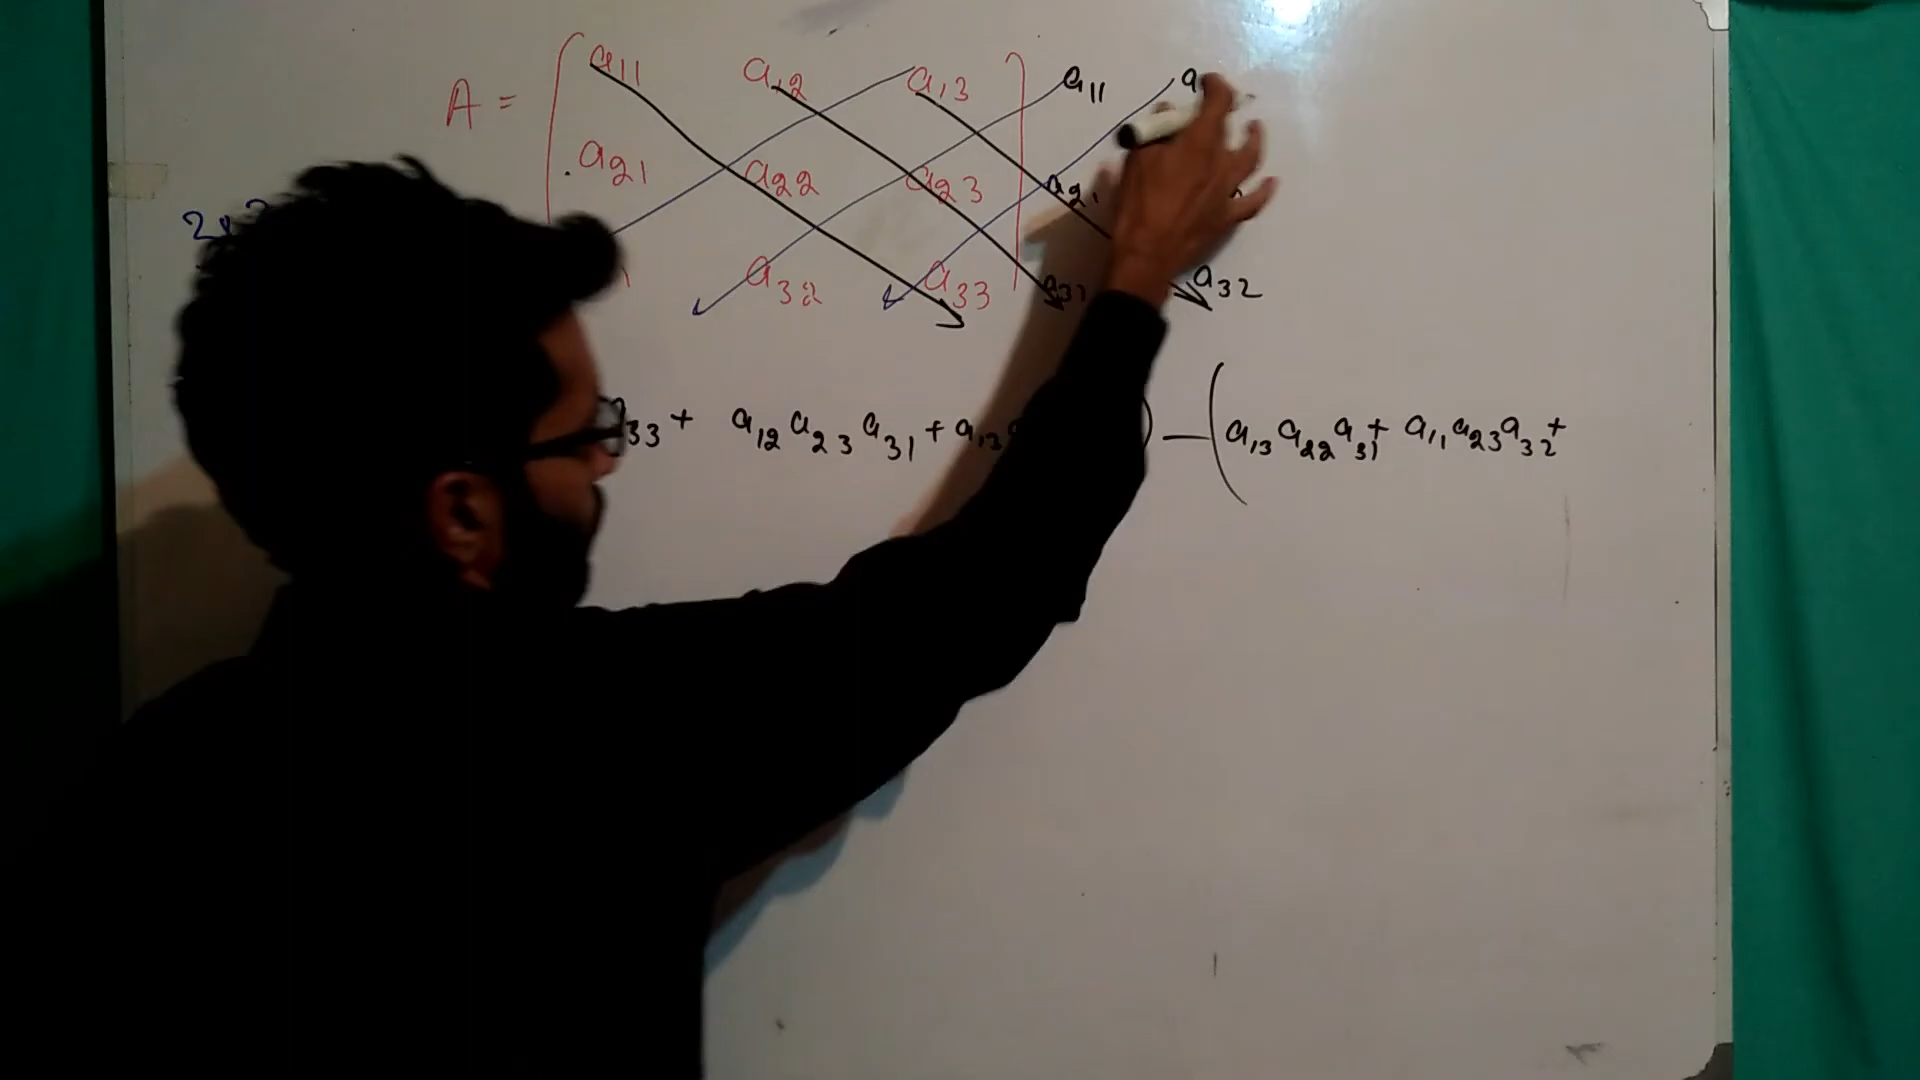 A = a11 a12 a13 a11
a21 a22 a23 a21
a32 a33 a32
33 + a12 a23 a31 + a13 — ( a13 a22 a31 + a11 a23 a32 +